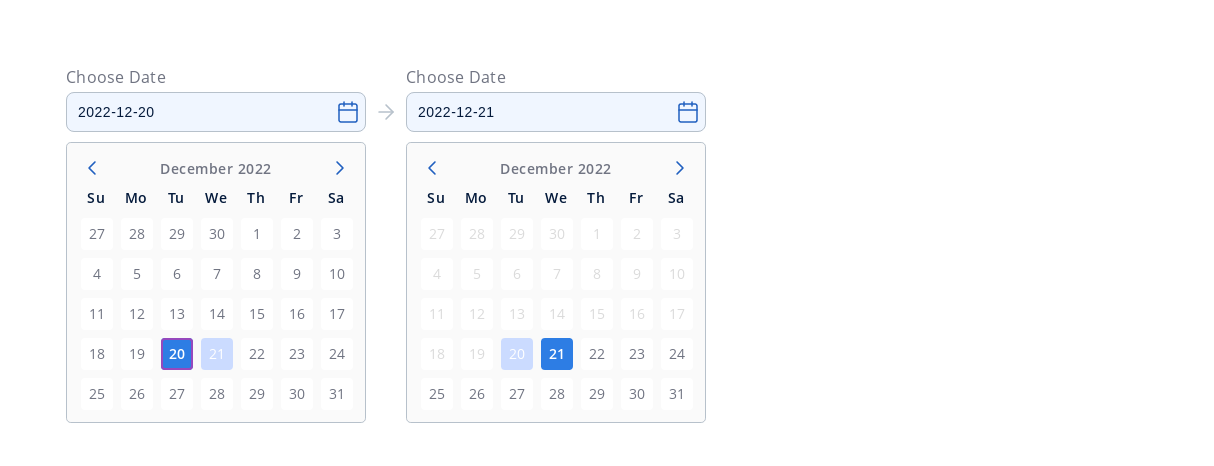 Choose Date
2022-12-20
December 2022
Su Mo Tu We Th Fr Sa
27 28 29 30 1 2 3
4 5 6 7 8 9 10
11 12 13 14 15 16 17
18 19 20 21 22 23 24
25 26 27 28 29 30 31
Choose Date
2022-12-21
December 2022
Su Mo Tu We Th Fr Sa
27 28 29 30 1 2 3
4 5 6 7 8 9 10
11 12 13 14 15 16 17
18 19 20 21 22 23 24
25 26 27 28 29 30 31